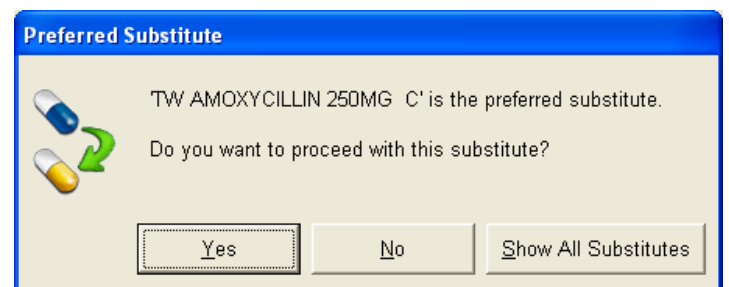 Preferred Substitute
'TW AMOXYCILLIN 250MG  C' is the preferred substitute.
Do you want to proceed with this substitute?
Yes
No
Show All Substitutes